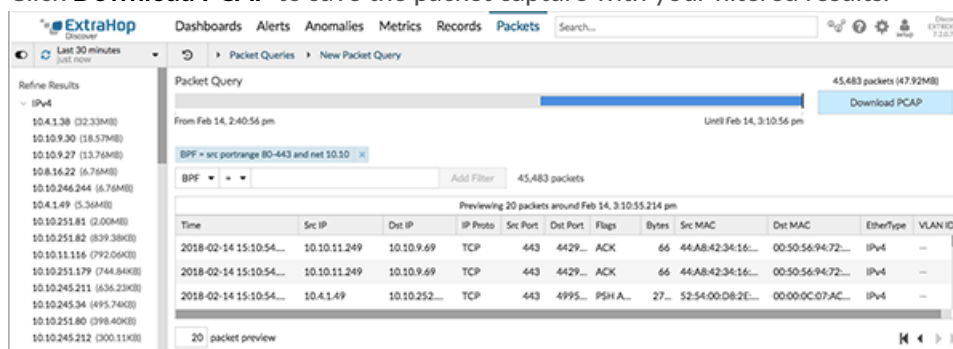 Click Download PCAP to save the packet capture with your filtered results.
ExtraHop
Discover
Dashboards Alerts Anomalies Metrics Records Packets Search...
Last 30 minutes
just now
Packet Queries New Packet Query
Refine Results
IPv4
10.4.1.38 (32.33MB)
10.10.9.30 (18.57MB)
10.10.9.27 (13.76MB)
10.8.16.22 (6.76MB)
10.10.246.244 (6.76MB)
10.4.1.49 (5.36MB)
10.10.251.81 (2.00MB)
10.10.251.82 (839.38KB)
10.10.11.116 (792.06KB)
10.10.251.179 (744.84KB)
10.10.245.211 (636.23KB)
10.10.245.34 (495.74KB)
10.10.251.80 (398.40KB)
10.10.245.212 (300.11KB)
Packet Query
45,483 packets (47.92MB)
Download PCAP
From Feb 14, 2:40:56 pm Until Feb 14, 3:10:56 pm
BPF = src portrange 80-443 and net 10.10 ×
BPF = Add Filter 45,483 packets
Previewing 20 packets around Feb 14, 3:10:55.214 pm
Time Src IP Dst IP IP Proto Src Port Dst Port Flags Bytes Src MAC Dst MAC EtherType VLAN ID
2018-02-14 15:10:54.... 10.10.11.249 10.10.9.69 TCP 443 4429... ACK 66 44:A8:42:34:16:... 00:50:56:94:72:... IPv4 --
2018-02-14 15:10:54.... 10.10.11.249 10.10.9.69 TCP 443 4429... ACK 66 44:A8:42:34:16:... 00:50:56:94:72:... IPv4 --
2018-02-14 15:10:54.... 10.4.1.49 10.10.252.... TCP 443 4995... PSH A... 27... 52:54:00:D8:2E:... 00:00:0C:07:AC... IPv4 --
20 packet preview